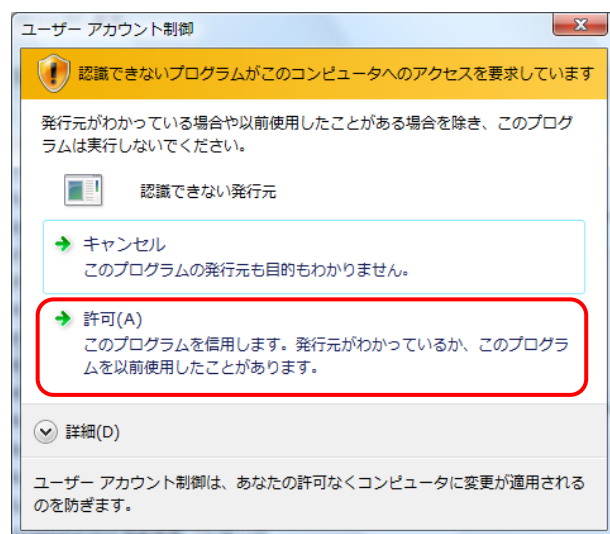 ユーザー アカウント制御
認識できないプログラムがこのコンピュータへのアクセスを要求しています
発行元がわかっている場合や以前使用したことがある場合を除き、このプログ
ラムは実行しないでください。
認識できない発行元
キャンセル
このプログラムの発行元も目的もわかりません。
許可(A)
このプログラムを信用します。発行元がわかっているか、このプログラ
ムを以前使用したことがあります。
詳細(D)
ユーザー アカウント制御は、あなたの許可なくコンピュータに変更が適用される
のを防ぎます。